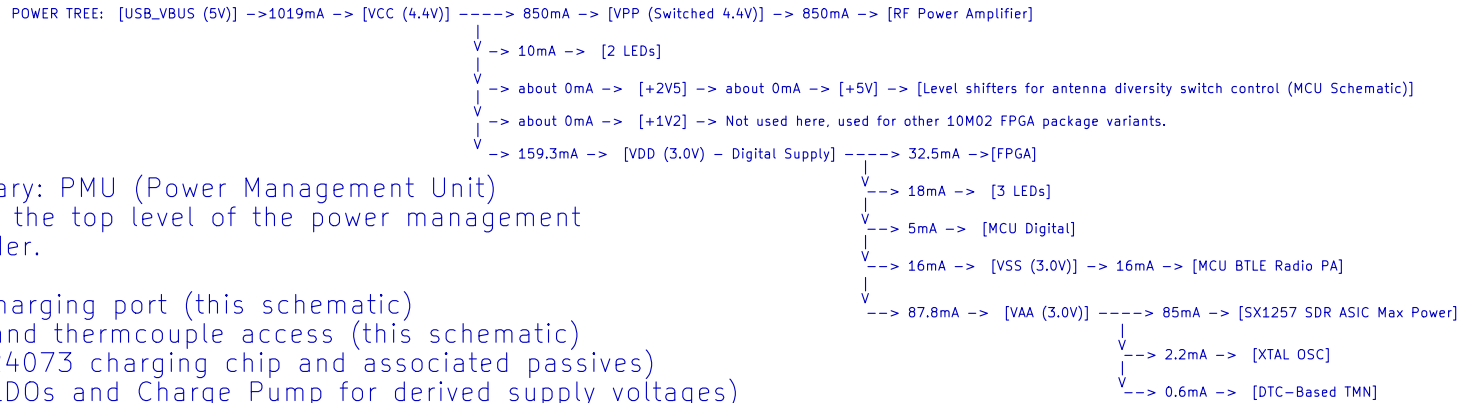 POWER TREE: [USB_VBUS (5V)] ->1019mA -> [VCC (4.4V)] ----> 850mA -> [VPP (Switched 4.4V)] -> 850mA -> [RF Power Amplifier]
-> 10mA -> [2 LEDs]
-> about 0mA -> [+2V5] -> about 0mA -> [+5V] -> [Level shifters for antenna diversity switch control (MCU Schematic)]
-> about 0mA -> [+1V2] -> Not used here, used for other 10M02 FPGA package variants.
-> 159.3mA -> [VDD (3.0V) - Digital Supply] ----> 32.5mA ->[FPGA]
--> 18mA -> [3 LEDs]
--> 5mA -> [MCU Digital]
--> 16mA -> [VSS (3.0V)] -> 16mA -> [MCU BTLE Radio PA]
--> 87.8mA -> [VAA (3.0V)] ----> 85mA -> [SX1257 SDR ASIC Max Power]
--> 2.2mA -> [XTAL OSC]
--> 0.6mA -> [DTC-Based TMN]
ary: PMU (Power Management Unit)
the top level of the power management
der.
harging port (this schematic)
and thermcouple access (this schematic)
4073 charging chip and associated passives)
LDOs and Charge Pump for derived supply voltages)